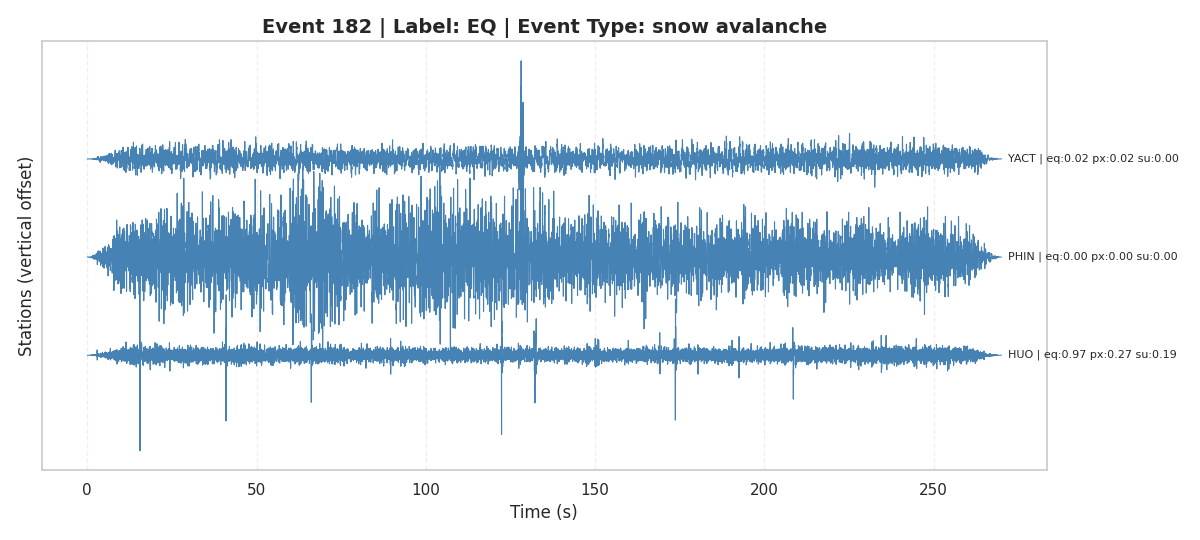 Event 182 | Label: EQ | Event Type: snow avalanche
Stations (vertical offset)
YACT | eq:0.02 px:0.02 su:0.00
PHIN | eq:0.00 px:0.00 su:0.00
HUO | eq:0.97 px:0.27 su:0.19
0 50 100 150 200 250
Time (s)